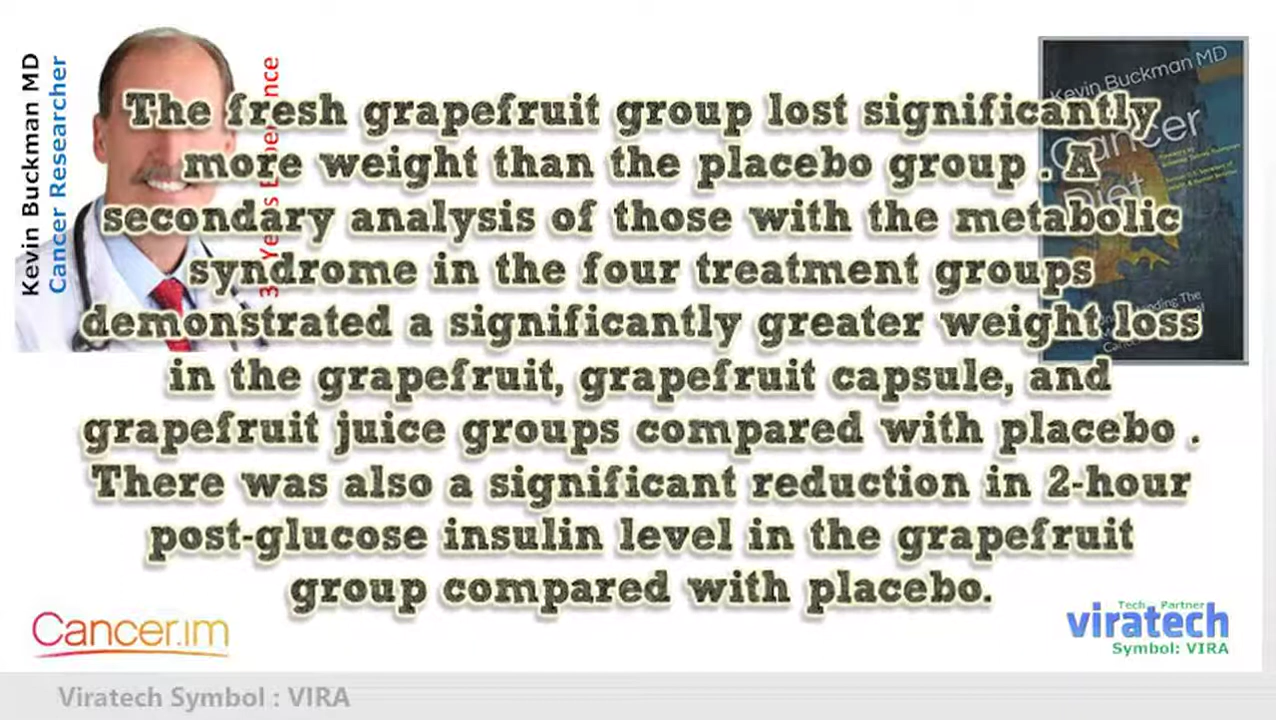 Kevin Buckman MD
Cancer Researcher
The fresh grapefruit group lost significantly
more weight than the placebo group . A
secondary analysis of those with the metabolic
syndrome in the four treatment groups
demonstrated a significantly greater weight loss
in the grapefruit, grapefruit capsule, and
grapefruit juice groups compared with placebo .
There was also a significant reduction in 2-hour
post-glucose insulin level in the grapefruit
group compared with placebo.
Kevin Buckman MD
Cancer
Diet
Cancer.im
Tech Partner
viratech
Symbol: VIRA
Viratech Symbol : VIRA